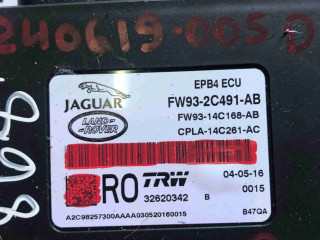 240619-005D
EPB4 ECU
JAGUAR
FW93-2C491-AB
LAND
ROVER
FW93-14C168-AB
CPLA-14C261-AC
RO TRW
04-05-16
32620342 B 0015
A2C98257300AAAA030520160015 B47QA